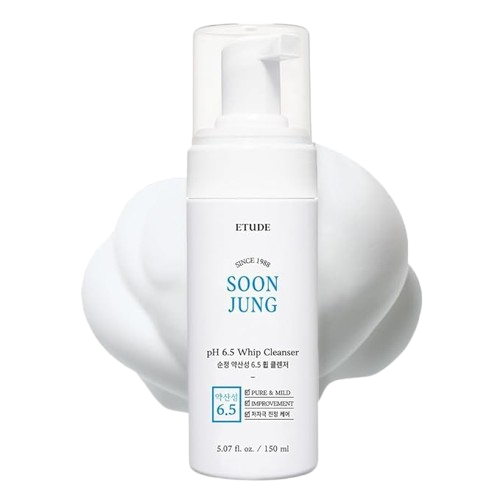 ETUDE
SINCE 1988
SOON
JUNG
pH 6.5 Whip Cleanser
순정 약산성 6.5 휩 클렌저
약산성
6.5
PURE & MILD
IMPROVEMENT
저자극 진정 케어
5.07 fl. oz. / 150 ml